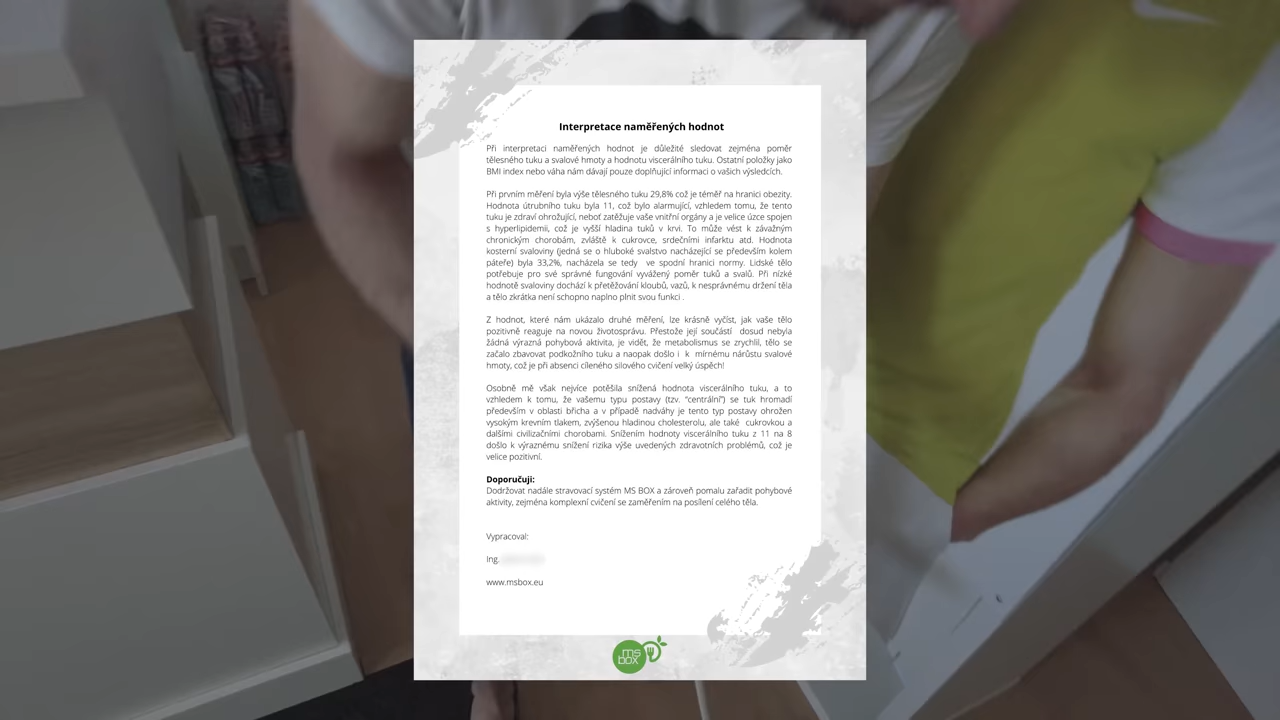 Interpretace naměřených hodnot
Při interpretaci naměřených hodnot je důležité sledovat zejména poměr
tělesného tuku a svalové hmoty a hodnotu viscerálního tuku. Ostatní položky jako
BMI index nebo váha nám dávají pouze doplňující informaci o vašich výsledcích.
Při prvním měření byla výše tělesného tuku 29,8% což je téměř na hranici obezity.
Hodnota útrubního tuku byla 11, což bylo alarmující, vzhledem tomu, že tento
tuku je zdraví ohrožující, neboť zatěžuje vaše vnitřní orgány a je velice úzce spojen
s hyperlipidemií, což je vyšší hladina tuků v krvi. To může vést k závažným
chronickým chorobám, zvláště k cukrovce, srdečními infarktu atd. Hodnota
kosterní svaloviny (jedná se o hluboké svalstvo nacházející se především kolem
páteře) byla 33,2%, nacházela se tedy ve spodní hranici normy. Lidské tělo
potřebuje pro své správné fungování vyvážený poměr tuků a svalů. Při nízké
hodnotě svaloviny dochází k přetěžování kloubů, vazů, k nesprávnému držení těla
a tělo zkrátka není schopno naplno plnit svou funkci .
Z hodnot, které nám ukázalo druhé měření, lze krásně vyčíst, jak vaše tělo
pozitivně reaguje na novou životosprávu. Přestože její součástí dosud nebyla
žádná výrazná pohybová aktivita, je vidět, že metabolismus se zrychlil, tělo se
začalo zbavovat podkožního tuku a naopak došlo i k mírnému nárůstu svalové
hmoty, což je při absenci cíleného silového cvičení velký úspěch!
Osobně mě však nejvíce potěšila snížená hodnota viscerálního tuku, a to
vzhledem k tomu, že vašemu typu postavy (tzv. “centrální”) se tuk hromadí
především v oblasti břicha a v případě nadváhy je tento typ postavy ohrožen
vysokým krevním tlakem, zvýšenou hladinou cholesterolu, ale také cukrovkou a
dalšími civilizačními chorobami. Snížením hodnoty viscerálního tuku z 11 na 8
došlo k výraznému snížení rizika výše uvedených zdravotních problémů, což je
velice pozitivní.
Doporučuji:
Dodržovat nadále stravovací systém MS BOX a zároveň pomalu zařadit pohybové
aktivity, zejména komplexní cvičení se zaměřením na posílení celého těla.
Vypracoval:
Ing.
www.msbox.eu
ms
box